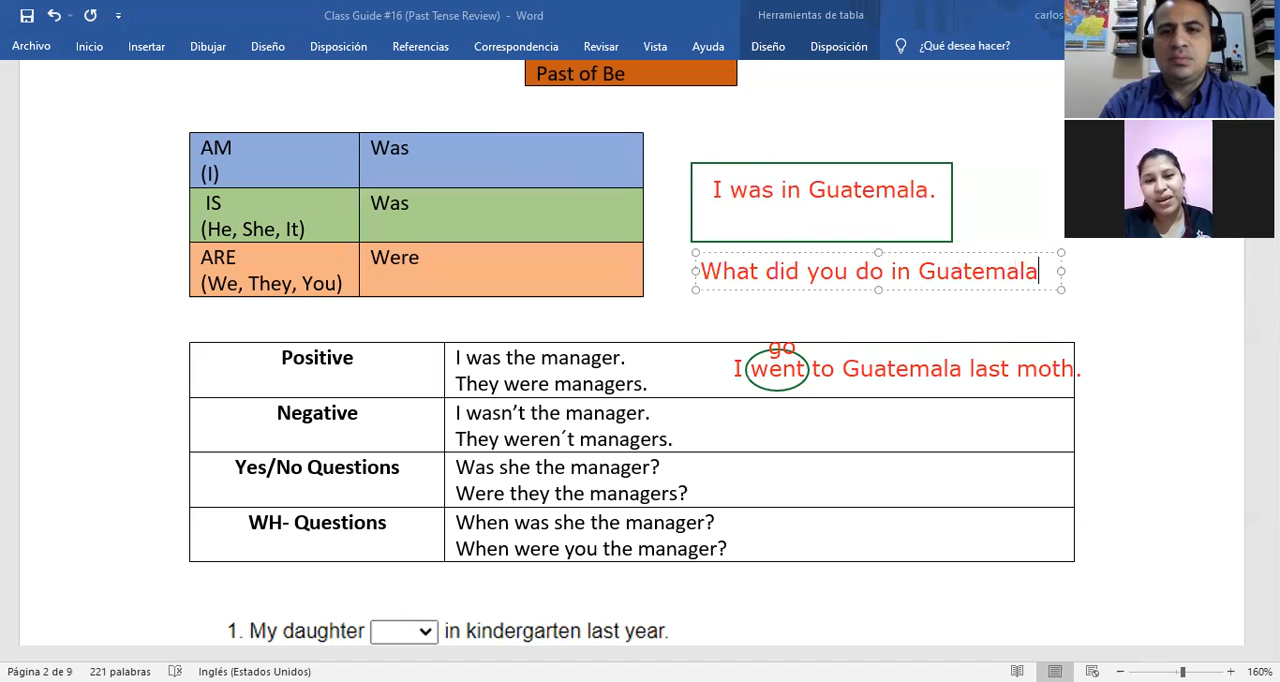 Class Guide #16 (Past Tense Review) - Word
Herramientas de tabla
carlos
Archivo Inicio Insertar Dibujar Diseño Disposición Referencias Correspondencia Revisar Vista Ayuda Diseño Disposición ¿Qué desea hacer?
Past of Be
AM Was
(I)
IS Was
(He, She, It)
ARE Were
(We, They, You)
I was in Guatemala.
What did you do in Guatemala
Positive I was the manager.
They were managers.
go
I went to Guatemala last moth.
Negative I wasn’t the manager.
They weren´t managers.
Yes/No Questions Was she the manager?
Were they the managers?
WH- Questions When was she the manager?
When were you the manager?
1. My daughter in kindergarten last year.
Página 2 de 9 221 palabras Inglés (Estados Unidos) 160%